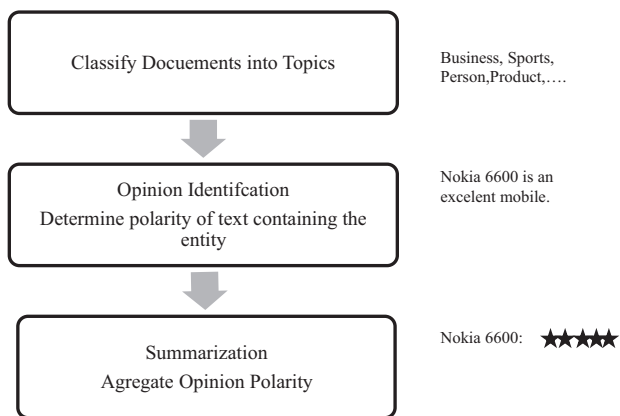 Classify Docuements into Topics
Business, Sports,
Person,Product,....
Opinion Identifcation
Determine polarity of text containing the
entity
Nokia 6600 is an
excelent mobile.
Summarization
Agregate Opinion Polarity
Nokia 6600: ★★★★★